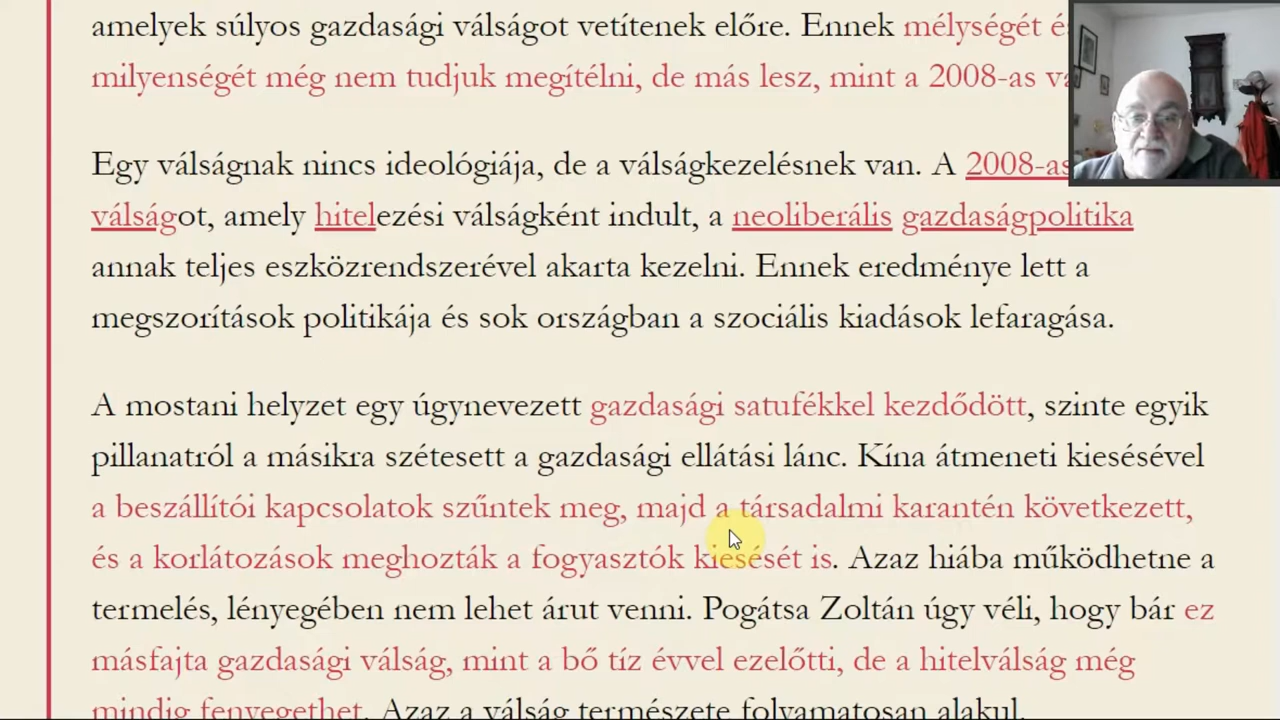 amelyek súlyos gazdasági válságot vetítenek előre. Ennek mélységét
milyenségét még nem tudjuk megítélni, de más lesz, mint a 2008-as
Egy válságnak nincs ideológiája, de a válságkezelésnek van. A 2008-as
válságot, amely hitelezési válságként indult, a neoliberális gazdaságpolitika
annak teljes eszközrendszerével akarta kezelni. Ennek eredménye lett a
megszorítások politikája és sok országban a szociális kiadások lefaragása.
A mostani helyzet egy úgynevezett gazdasági satufékkel kezdődött, szinte egyik
pillanatról a másikra szétesett a gazdasági ellátási lánc. Kína átmeneti kiesésével
a beszállítói kapcsolatok szűntek meg, majd a társadalmi karantén következett,
és a korlátozások meghozták a fogyasztók kiesését is. Azaz hiába működhetne a
termelés, lényegében nem lehet árut venni. Pogátsa Zoltán úgy véli, hogy bár ez
másfajta gazdasági válság, mint a bő tíz évvel ezelőtti, de a hitelválság még
mindig fenyegethet. Azaz a válság természete folyamatosan alakul.